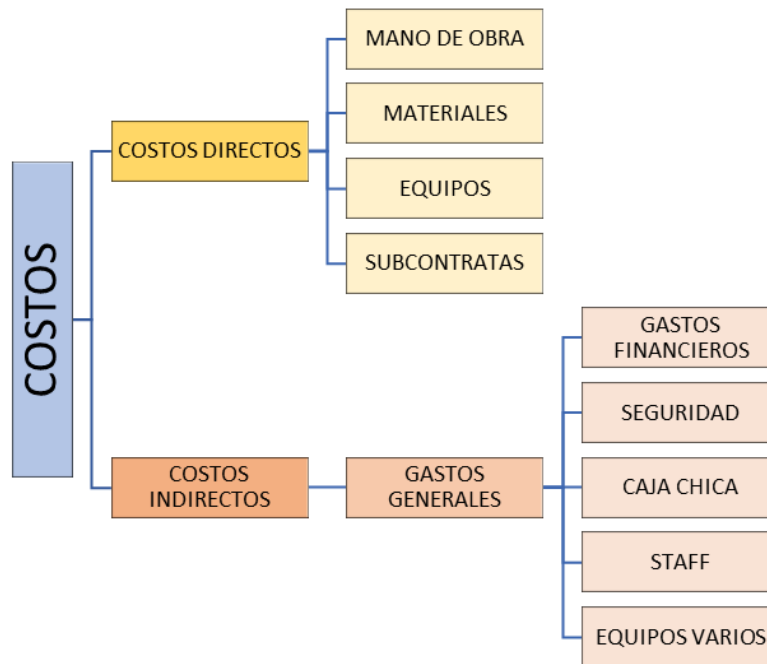 COSTOS
COSTOS DIRECTOS
MANO DE OBRA
MATERIALES
EQUIPOS
SUBCONTRATAS
COSTOS
INDIRECTOS
GASTOS
GENERALES
GASTOS
FINANCIEROS
SEGURIDAD
CAJA CHICA
STAFF
EQUIPOS VARIOS